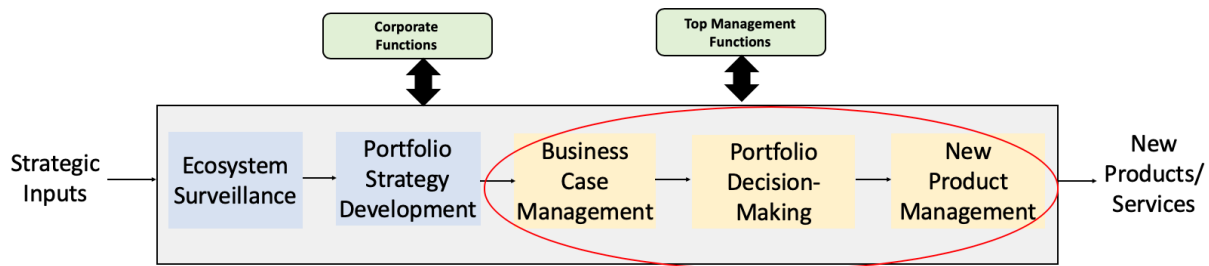 Corporate
Functions
Top Management
Functions
Strategic
Inputs
Ecosystem
Surveillance
Portfolio
Strategy
Development
Business
Case
Management
Portfolio
Decision-
Making
New
Product
Management
New
Products/
Services